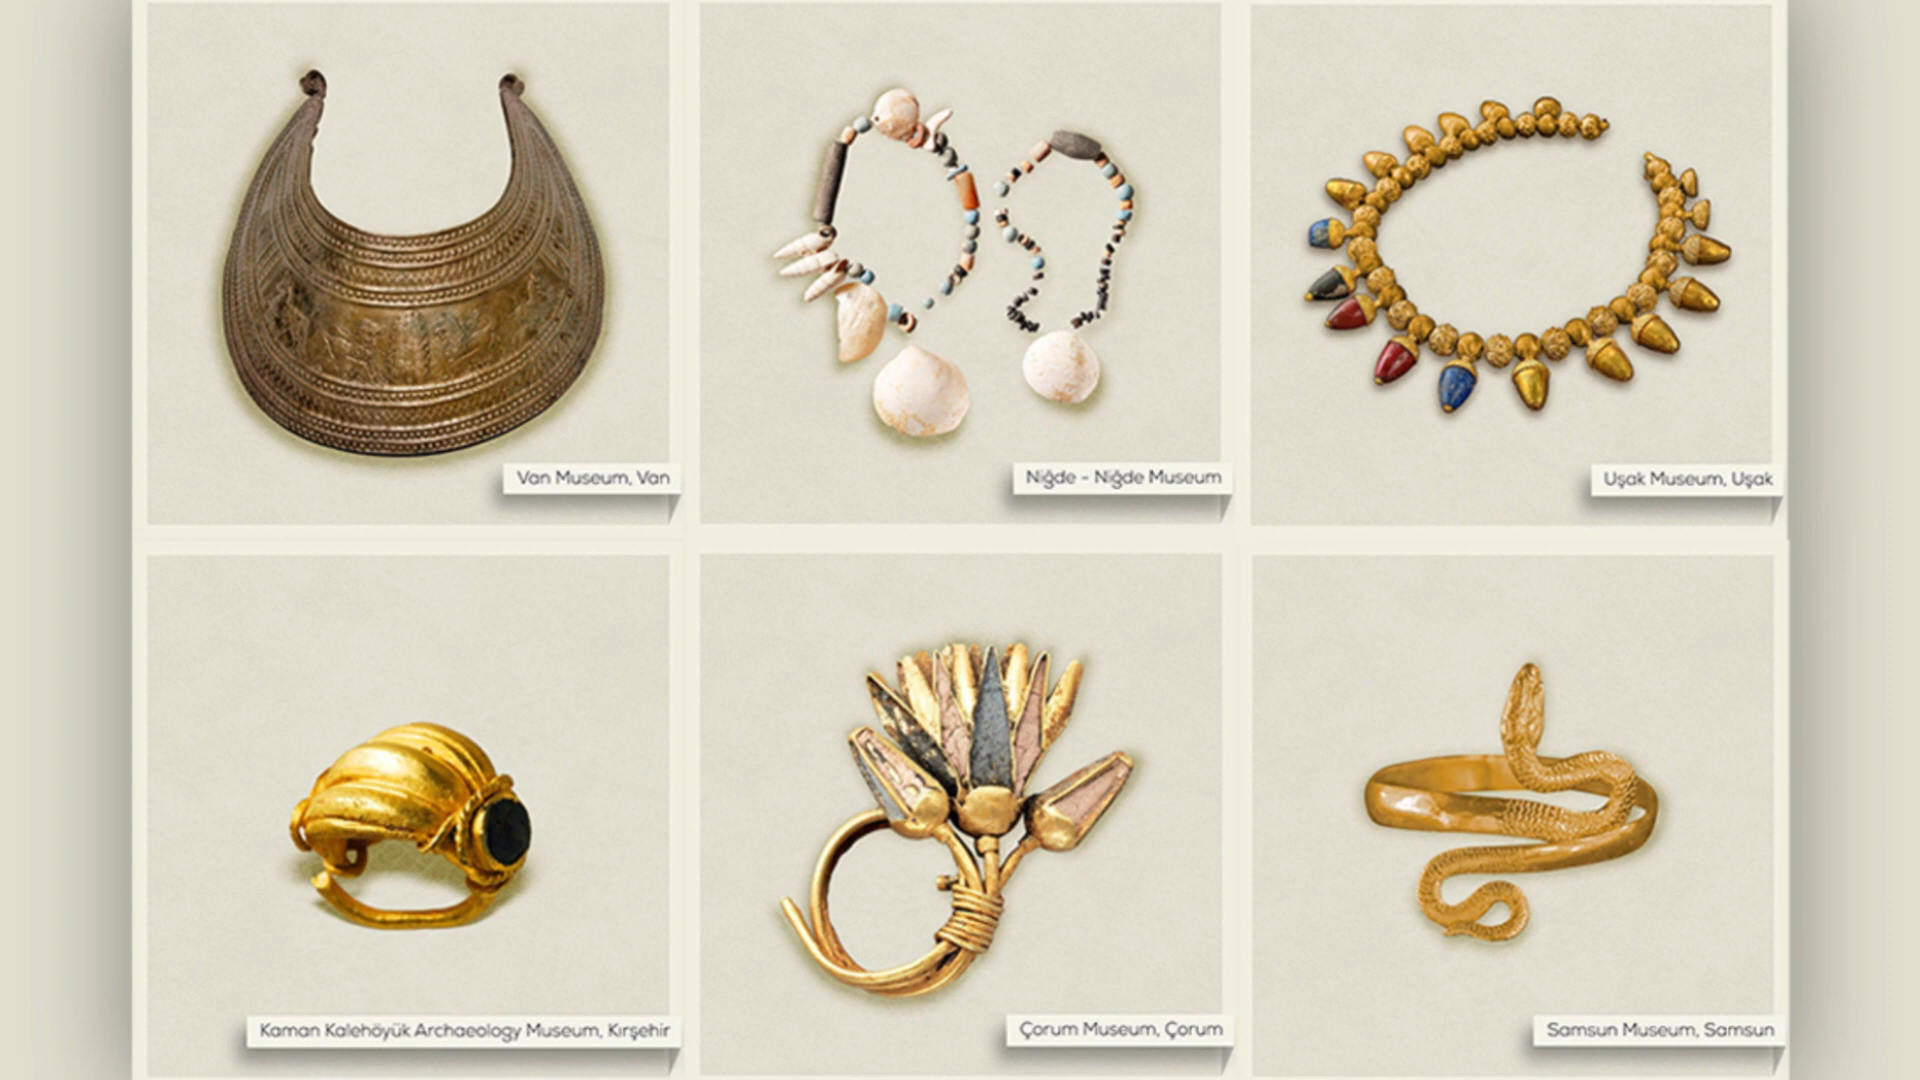 Van Museum, Van
Niğde - Niğde Museum
Uşak Museum, Uşak
Kaman Kalehöyük Archaeology Museum, Kırşehir
Çorum Museum, Çorum
Samsun Museum, Samsun